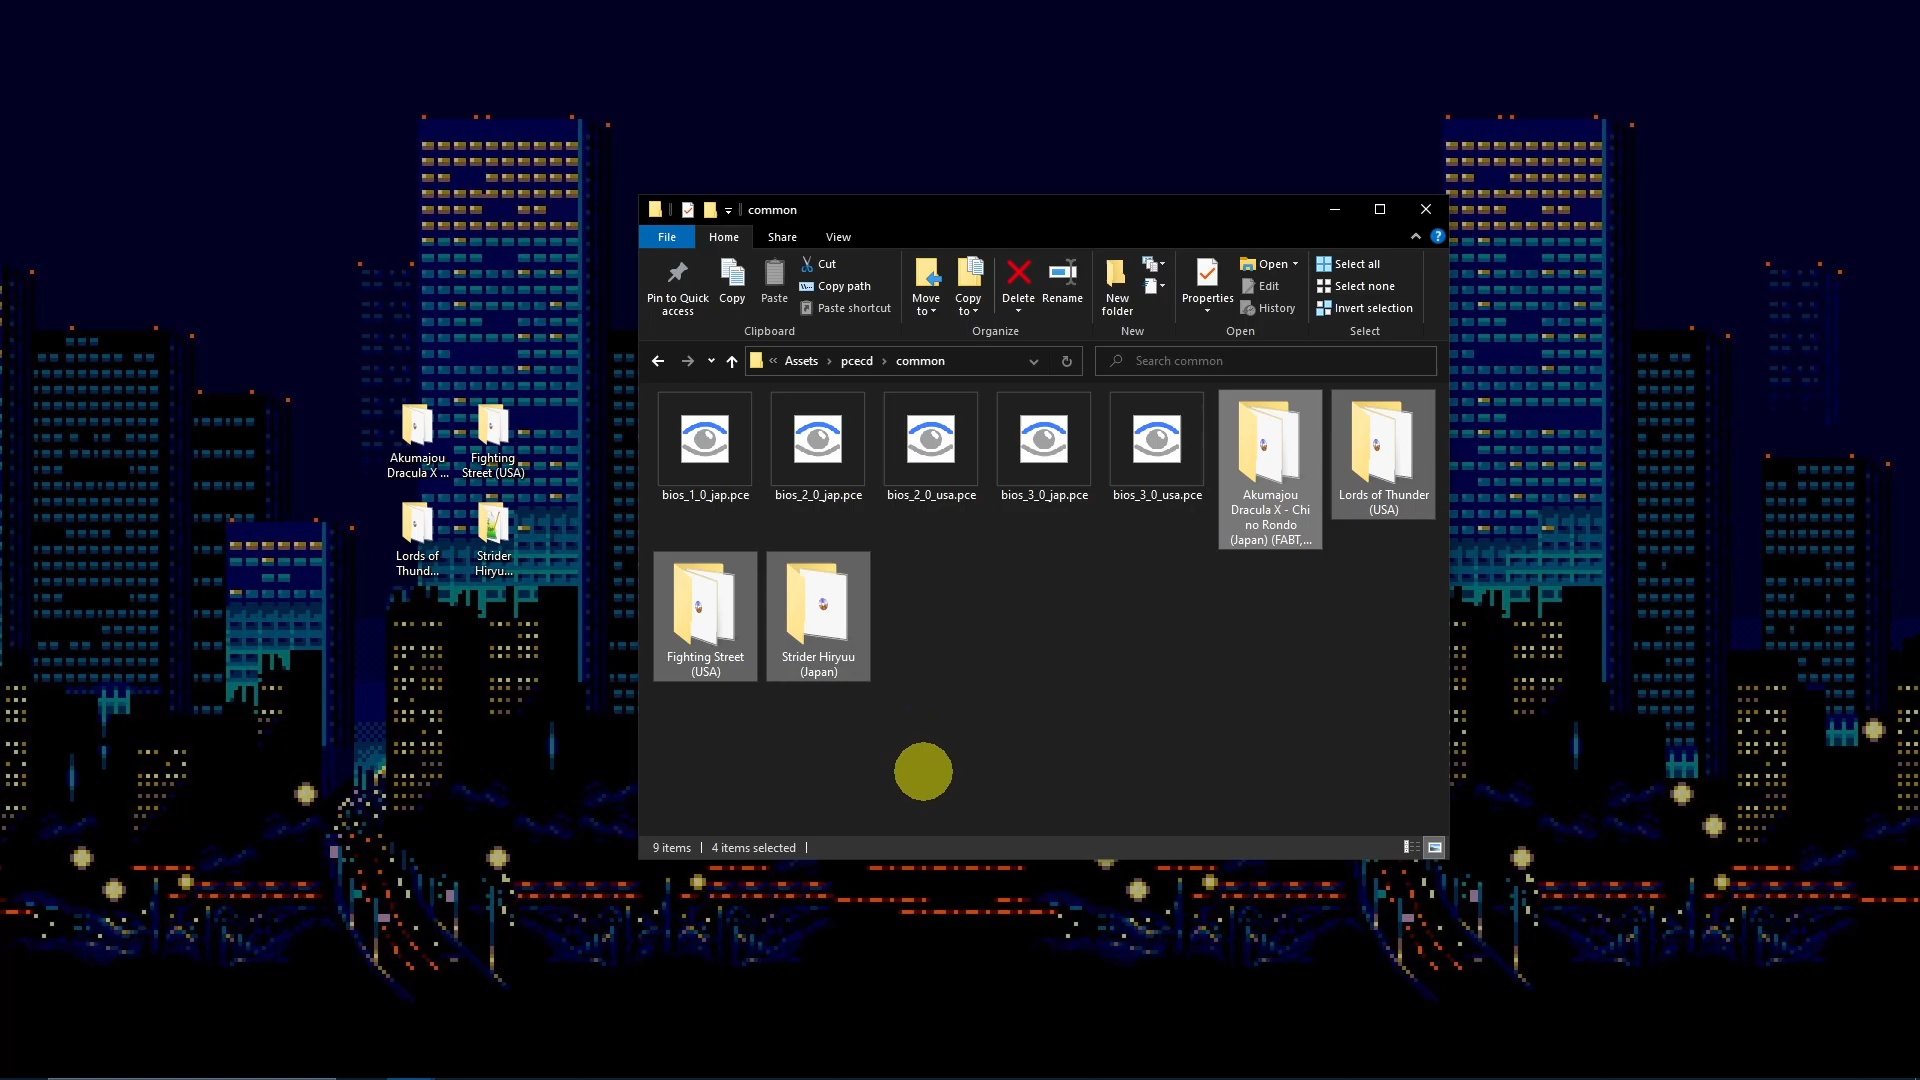 common
File
Home
Share
View
Pin to Quick
access
Copy
Paste
Cut
Copy path
Paste shortcut
Clipboard
Move
to
Copy
to
Delete
Rename
Organize
New
folder
New
Properties
Open
Edit
History
Open
Select all
Select none
Invert selection
Select
« Assets › pcecd › common
Search common
bios_1_0_jap.pce
bios_2_0_jap.pce
bios_2_0_usa.pce
bios_3_0_jap.pce
bios_3_0_usa.pce
Akumajou
Dracula X - Chi
no Rondo
(Japan) (FABT,...
Lords of Thunder
(USA)
Fighting Street
(USA)
Strider Hiryuu
(Japan)
9 items
4 items selected
Akumajou
Dracula X ...
Fighting
Street (USA)
Lords of
Thund...
Strider
Hiryu...